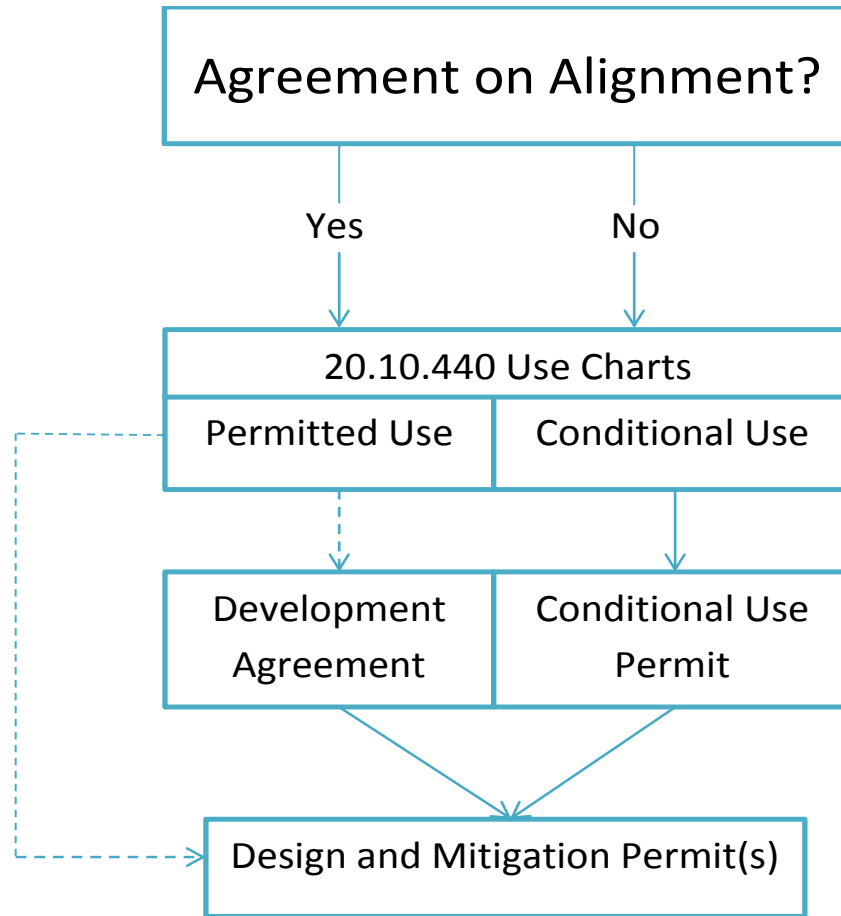 Agreement on Alignment?
Yes
No
20.10.440 Use Charts
Permitted Use
Conditional Use
Development
Agreement
Conditional Use
Permit
Design and Mitigation Permit(s)